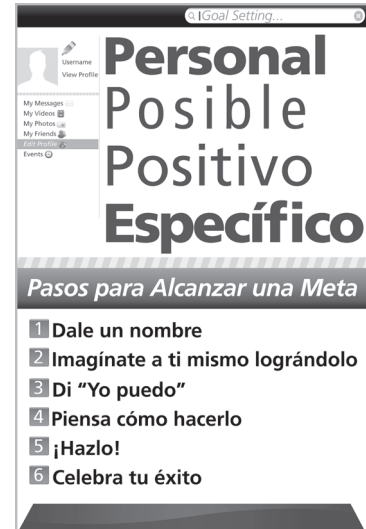 Goal Setting...
Username
View Profile
My Messages
My Videos
My Photos
My Friends
Edit Profile
Events
Personal
Posible
Positivo
Específico
Pasos para Alcanzar una Meta
1 Dale un nombre
2 Imagínate a ti mismo lográndolo
3 Di “Yo puedo”
4 Piensa cómo hacerlo
5 ¡Hazlo!
6 Celebra tu éxito